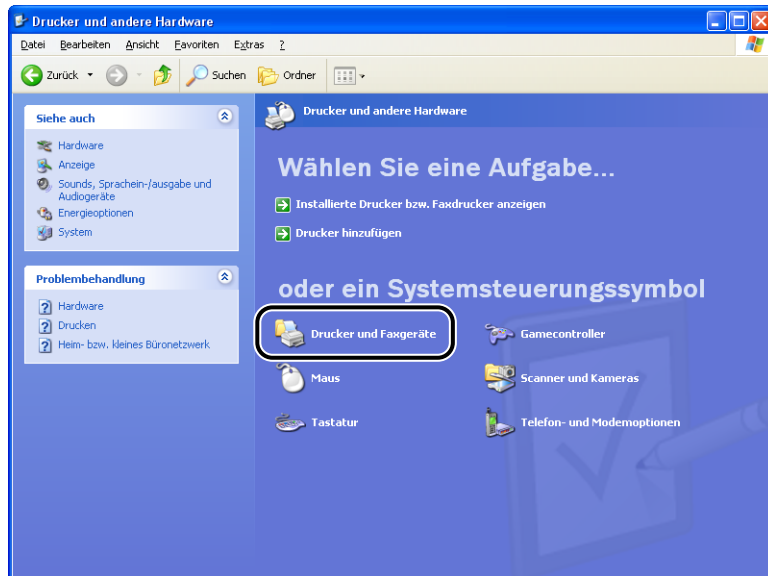 Drucker und andere Hardware
Datei Bearbeiten Ansicht Favoriten Extras ?
Zurück Suchen Ordner
Siehe auch
Hardware
Anzeige
Sounds, Sprachein-/ausgabe und
Audiogeräte
Energieoptionen
System
Problembehandlung
Hardware
Drucken
Heim- bzw. kleines Büronetzwerk
Drucker und andere Hardware
Wählen Sie eine Aufgabe...
Installierte Drucker bzw. Faxdrucker anzeigen
Drucker hinzufügen
oder ein Systemsteuerungssymbol
Drucker und Faxgeräte
Gamecontroller
Maus
Scanner und Kameras
Tastatur
Telefon- und Modemoptionen